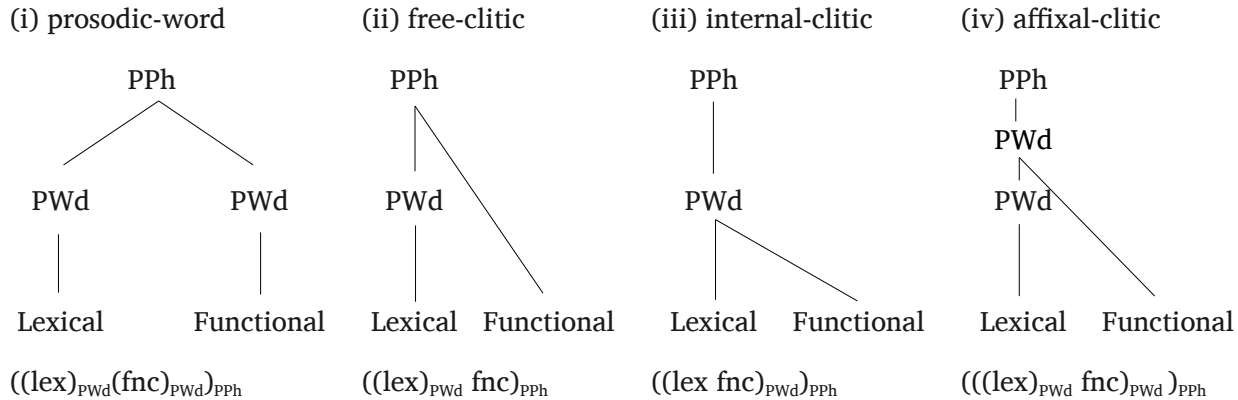 (i) prosodic-word (ii) free-clitic (iii) internal-clitic (iv) affixal-clitic
PPh PPh PPh PPh
PWd
PWd PWd PWd PWd PWd
Lexical Functional Lexical Functional Lexical Functional Lexical Functional
((lex)PWd(fnc)PWd)PPh ((lex)PWd fnc)PPh ((lex fnc)PWd)PPh (((lex)PWd fnc)PWd )PPh